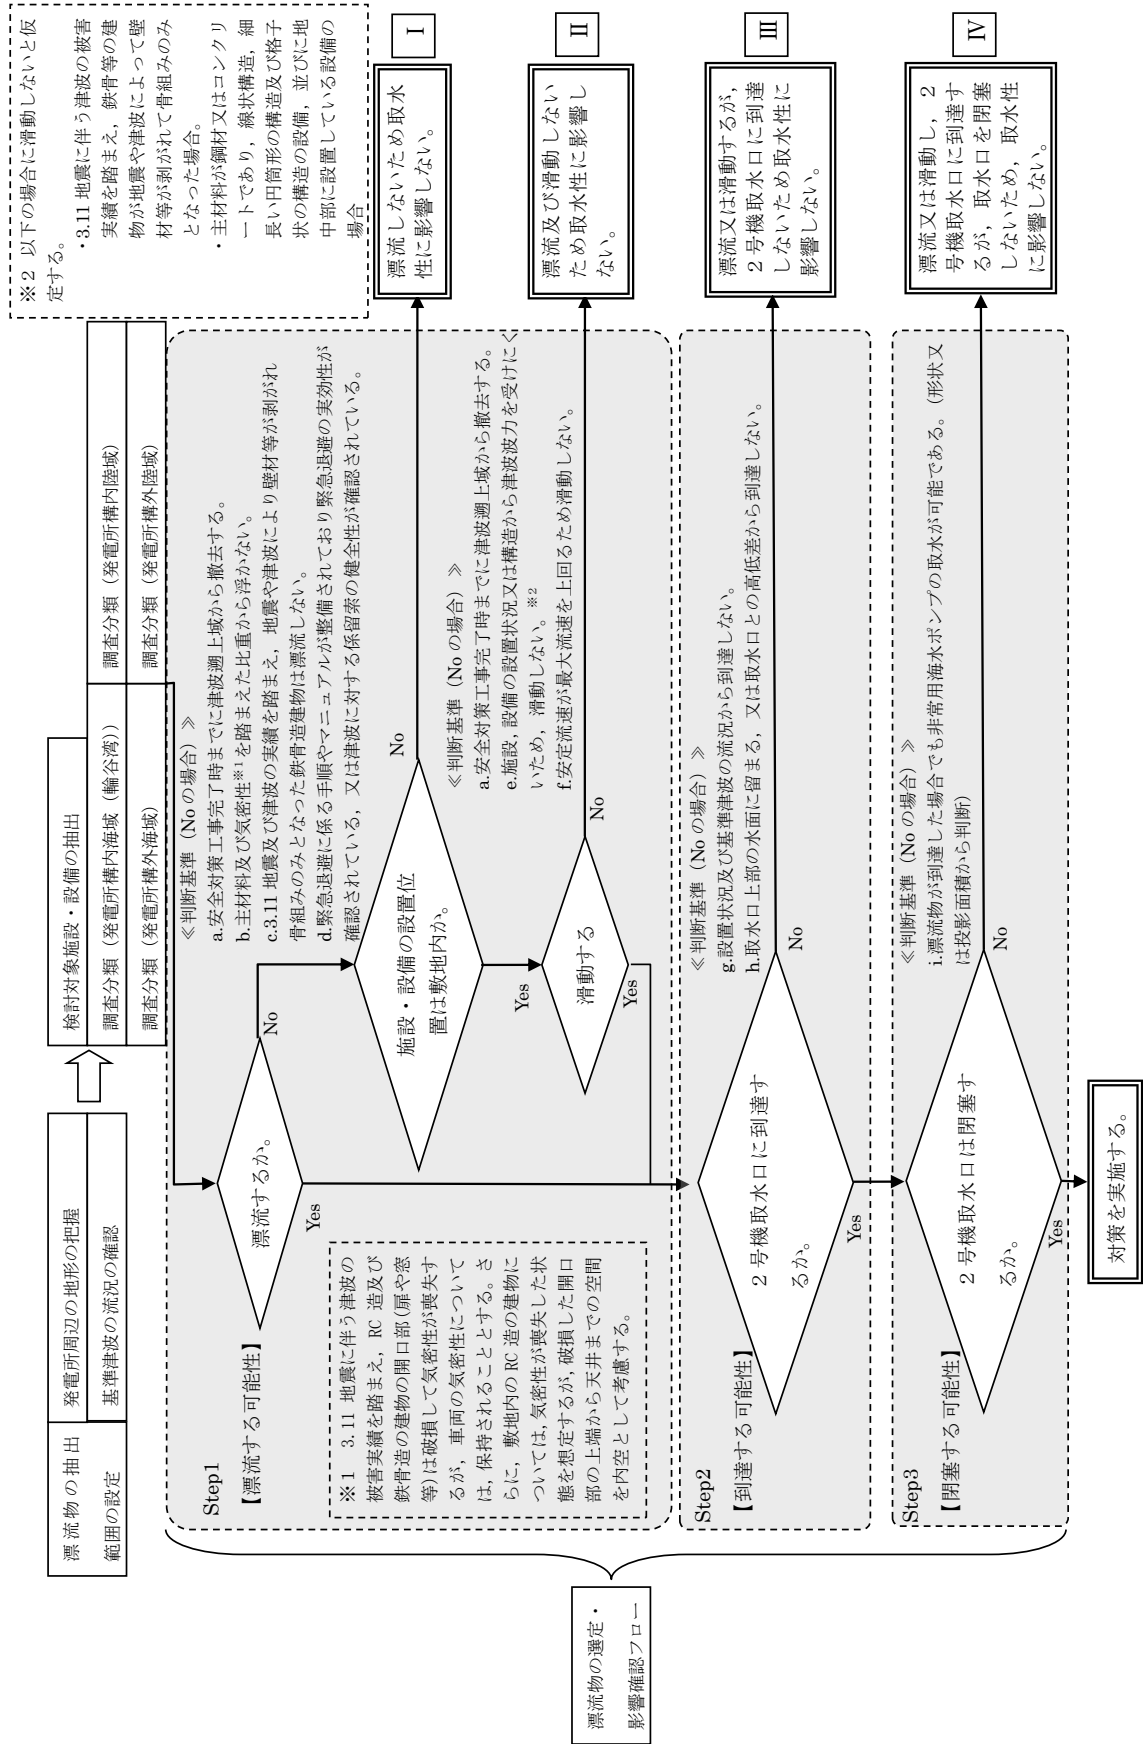 漂流物の抽出
範囲の設定
発電所周辺の地形の把握
基準津波の流況の確認
検討対象施設・設備の抽出
調査分類（発電所構内海域（輪谷湾））
調査分類（発電所構外海域）
調査分類（発電所構内陸域）
調査分類（発電所構外陸域）
※2 以下の場合に滑動しないと仮
定する。
・3.11 地震に伴う津波の被害
実績を踏まえ，鉄骨等の建
物が地震や津波によって壁
材等が剥がれて骨組みのみ
となった場合。
・主材料が鋼材又はコンクリ
ートであり，線状構造，細
長い円筒形の構造及び格子
状の構造の設備，並びに地
中部に設置している設備の
場合
漂流物の選定・
影響確認フロー
Step1
【漂流する可能性】
漂流するか。
Yes
No
≪判断基準（No の場合）≫
a.安全対策工事完了時までに津波遡上域から撤去する。
b.主材料及び気密性※1を踏まえた比重から浮かない。
c.3.11 地震及び津波の実績を踏まえ，地震や津波により壁材等が剥がれ
骨組みのみとなった鉄骨造建物は漂流しない。
d.緊急退避に係る手順やマニュアルが整備されており緊急退避の実効性が
確認されている，又は津波に対する係留索の健全性が確認されている。
※1 3.11 地震に伴う津波の
被害実績を踏まえ，RC 造及び
鉄骨造の建物の開口部(扉や窓
等)は破損して気密性が喪失す
るが，車両の気密性について
は，保持されることとする。さ
らに，敷地内の RC 造の建物に
ついては，気密性が喪失した状
態を想定するが，破損した開口
部の上端から天井までの空間
を内空として考慮する。
施設・設備の設置位
置は敷地内か。
Yes
No
漂流しないため取水
性に影響しない。
Ⅰ
≪判断基準（No の場合）≫
a.安全対策工事完了時までに津波遡上域から撤去する。
e.施設，設備の設置状況又は構造から津波波力を受けにく
いため，滑動しない。※2
f.安定流速が最大流速を上回るため滑動しない。
滑動する
Yes
No
漂流及び滑動しない
ため取水性に影響し
ない。
Ⅱ
Step2
【到達する可能性】
2 号機取水口に到達す
るか。
Yes
No
≪判断基準（No の場合）≫
g.設置状況及び基準津波の流況から到達しない。
h.取水口上部の水面に留まる，又は取水口との高低差から到達しない。
漂流又は滑動するが，
2 号機取水口に到達
しないため取水性に
影響しない。
Ⅲ
Step3
【閉塞する可能性】
2 号機取水口は閉塞す
るか。
Yes
No
≪判断基準（No の場合）≫
i.漂流物が到達した場合でも非常用海水ポンプの取水が可能である。（形状又
は投影面積から判断）
漂流又は滑動し，2
号機取水口に到達す
るが，取水口を閉塞
しないため，取水性
に影響しない。
Ⅳ
対策を実施する。